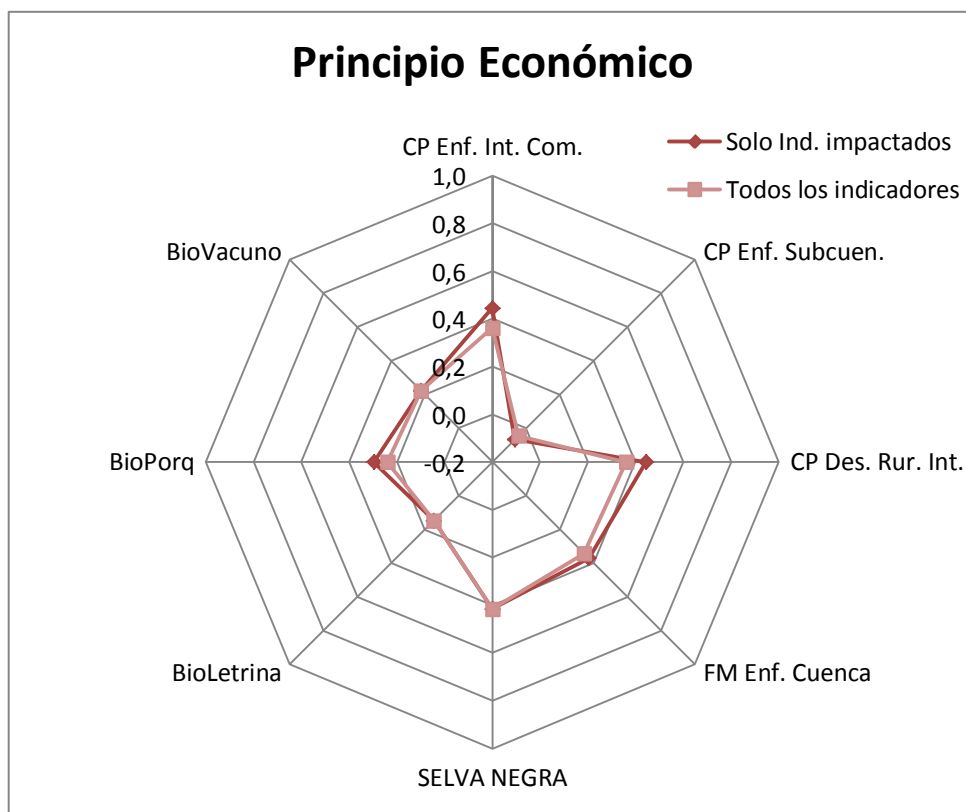 Principio Económico
Solo Ind. impactados
Todos los indicadores
CP Enf. Int. Com.
1,0
0,8
0,6
0,4
0,2
0,0
-0,2
CP Enf. Subcuen.
CP Des. Rur. Int.
FM Enf. Cuenca
SELVA NEGRA
BioLetrina
BioPorq
BioVacuno